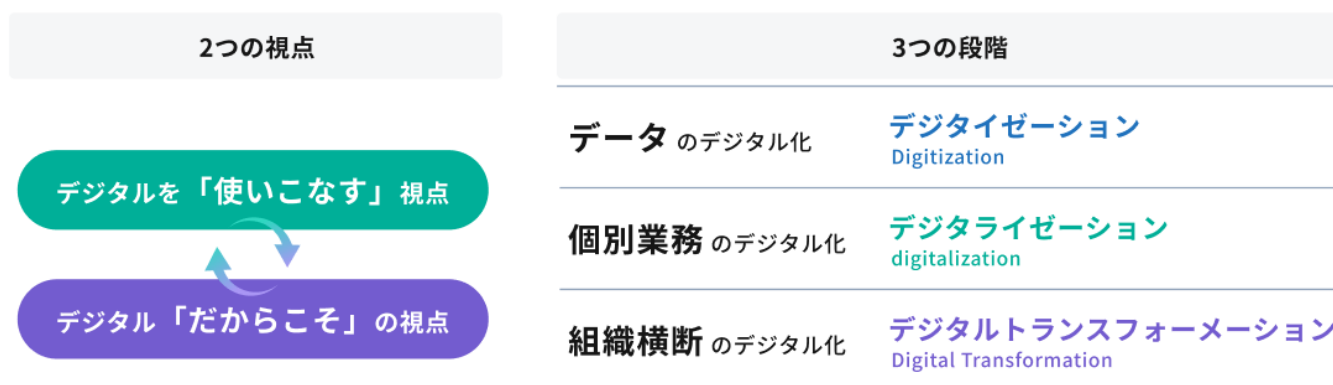 2つの視点
デジタルを「使いこなす」視点
デジタル「だからこそ」の視点
3つの段階
データ のデジタル化
デジタイゼーション
Digitization
個別業務 のデジタル化
デジタライゼーション
digitalization
組織横断 のデジタル化
デジタルトランスフォーメーション
Digital Transformation